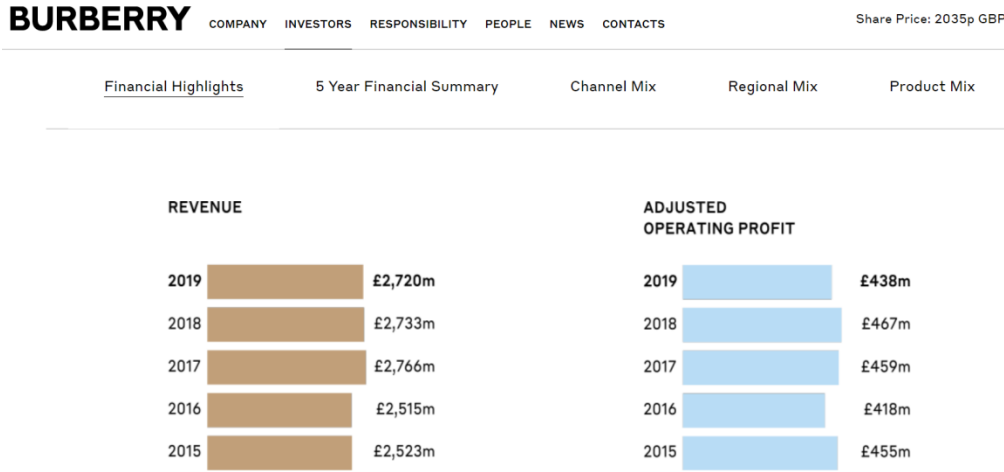 BURBERRY COMPANY INVESTORS RESPONSIBILITY PEOPLE NEWS CONTACTS Share Price: 2035p GBP
Financial Highlights 5 Year Financial Summary Channel Mix Regional Mix Product Mix
REVENUE
2019 £2,720m
2018 £2,733m
2017 £2,766m
2016 £2,515m
2015 £2,523m
ADJUSTED
OPERATING PROFIT
2019 £438m
2018 £467m
2017 £459m
2016 £418m
2015 £455m